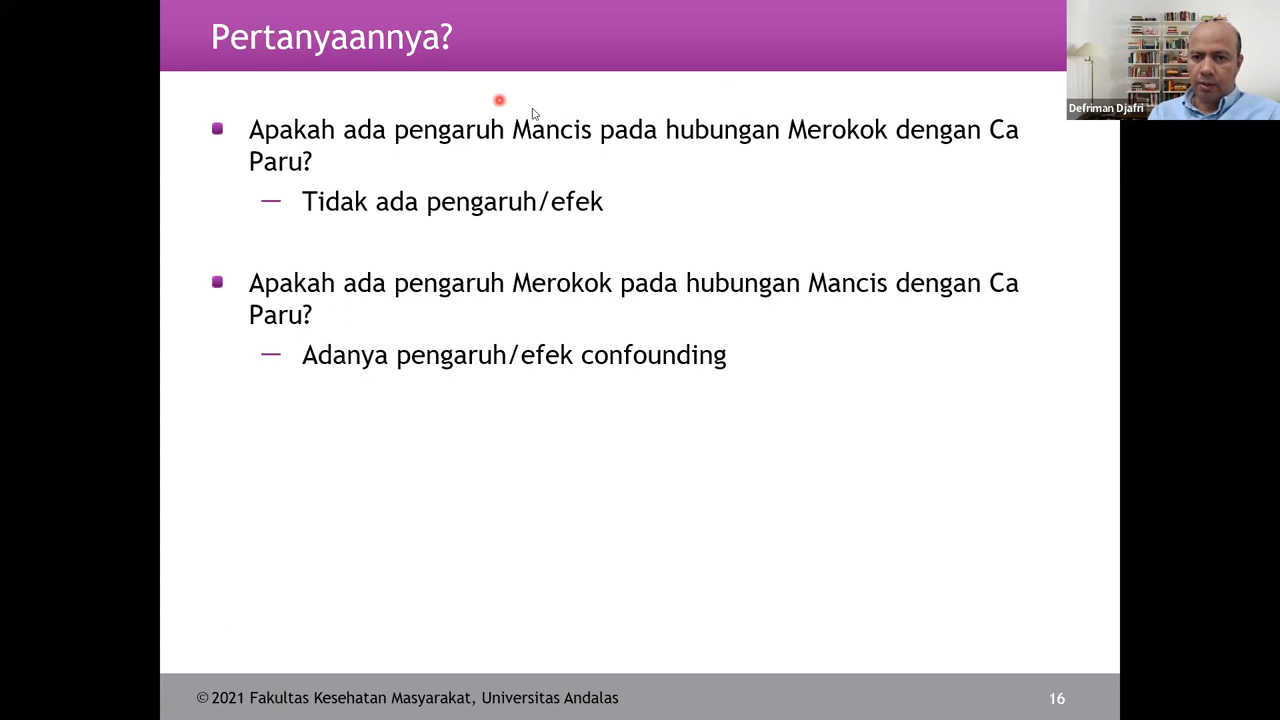 Pertanyaannya?
Defriman Djafri
Apakah ada pengaruh Mancis pada hubungan Merokok dengan Ca
Paru?
— Tidak ada pengaruh/efek
Apakah ada pengaruh Merokok pada hubungan Mancis dengan Ca
Paru?
— Adanya pengaruh/efek confounding
© 2021 Fakultas Kesehatan Masyarakat, Universitas Andalas
16